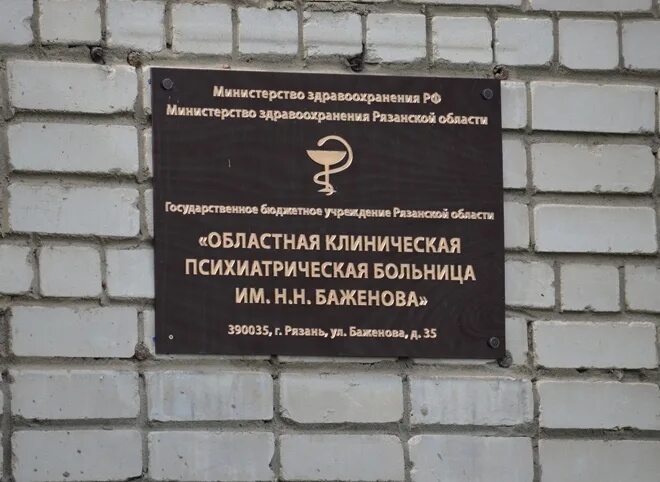 Министерство здравоохранения РФ
Министерство здравоохранения Рязанской области
Государственное бюджетное учреждение Рязанской области
«ОБЛАСТНАЯ КЛИНИЧЕСКАЯ
ПСИХИАТРИЧЕСКАЯ БОЛЬНИЦА
ИМ. Н.Н. БАЖЕНОВА»
390035, г. Рязань, ул. Баженова, д. 35